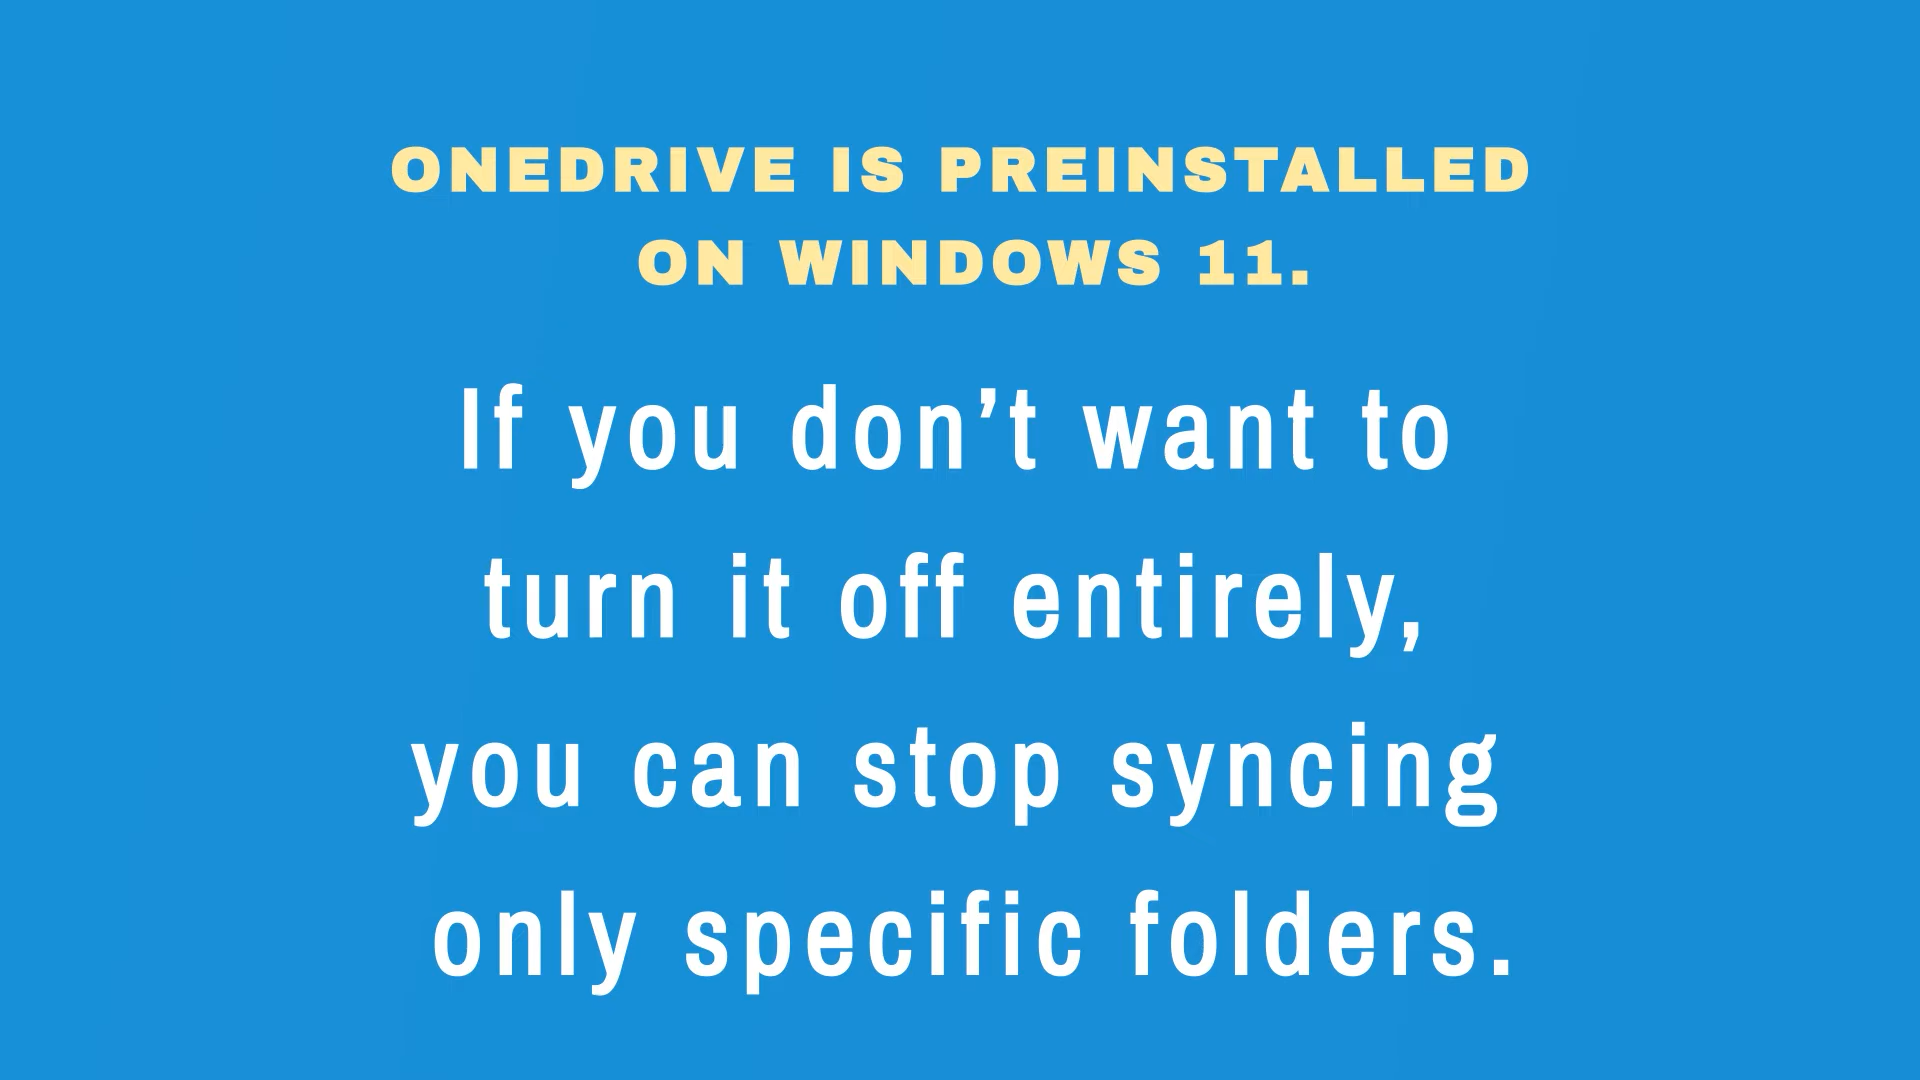 ONEDRIVE IS PREINSTALLED
ON WINDOWS 11.
If you don’t want to
turn it off entirely,
you can stop syncing
only specific folders.